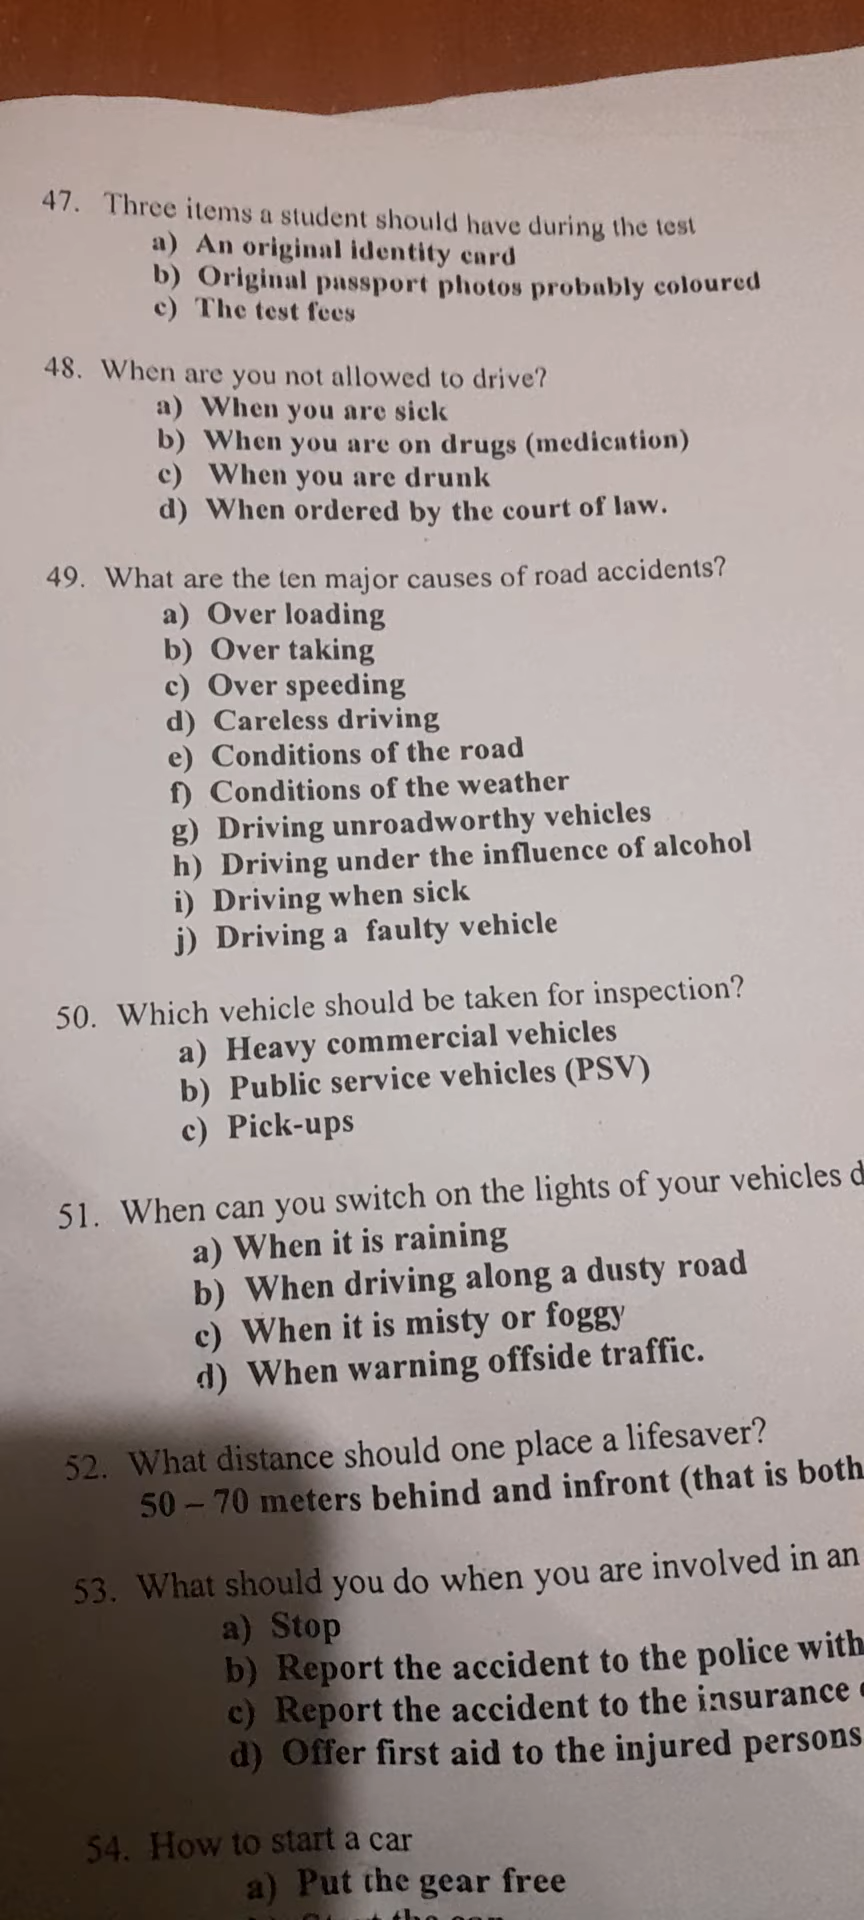 47. Three items a student should have during the test
a) An original identity card
b) Original passport photos probably coloured
c) The test fees
48. When are you not allowed to drive?
a) When you are sick
b) When you are on drugs (medication)
c) When you are drunk
d) When ordered by the court of law.
49. What are the ten major causes of road accidents?
a) Over loading
b) Over taking
c) Over speeding
d) Careless driving
e) Conditions of the road
f) Conditions of the weather
g) Driving unroadworthy vehicles
h) Driving under the influence of alcohol
i) Driving when sick
j) Driving a faulty vehicle
50. Which vehicle should be taken for inspection?
a) Heavy commercial vehicles
b) Public service vehicles (PSV)
c) Pick-ups
51. When can you switch on the lights of your vehicles d
a) When it is raining
b) When driving along a dusty road
c) When it is misty or foggy
d) When warning offside traffic.
52. What distance should one place a lifesaver?
50 – 70 meters behind and infront (that is both
53. What should you do when you are involved in an
a) Stop
b) Report the accident to the police with
c) Report the accident to the insurance
d) Offer first aid to the injured persons
54. How to start a car
a) Put the gear free